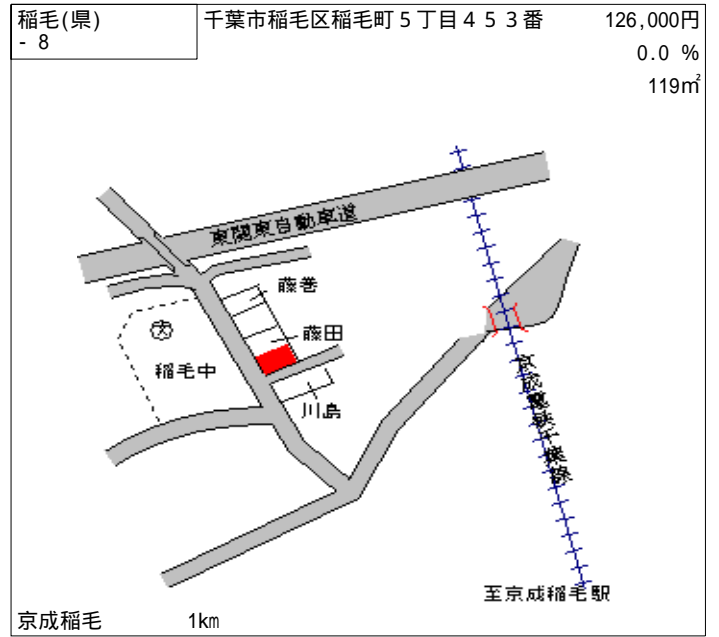 稲毛(県)
- 8
千葉市稲毛区稲毛町５丁目４５３番
126,000円
0.0 %
119㎡
東関東自動車道
藤巻
藤田
文
稲毛中
川島
京成電鉄千葉線
至京成稲毛駅
京成稲毛 1km